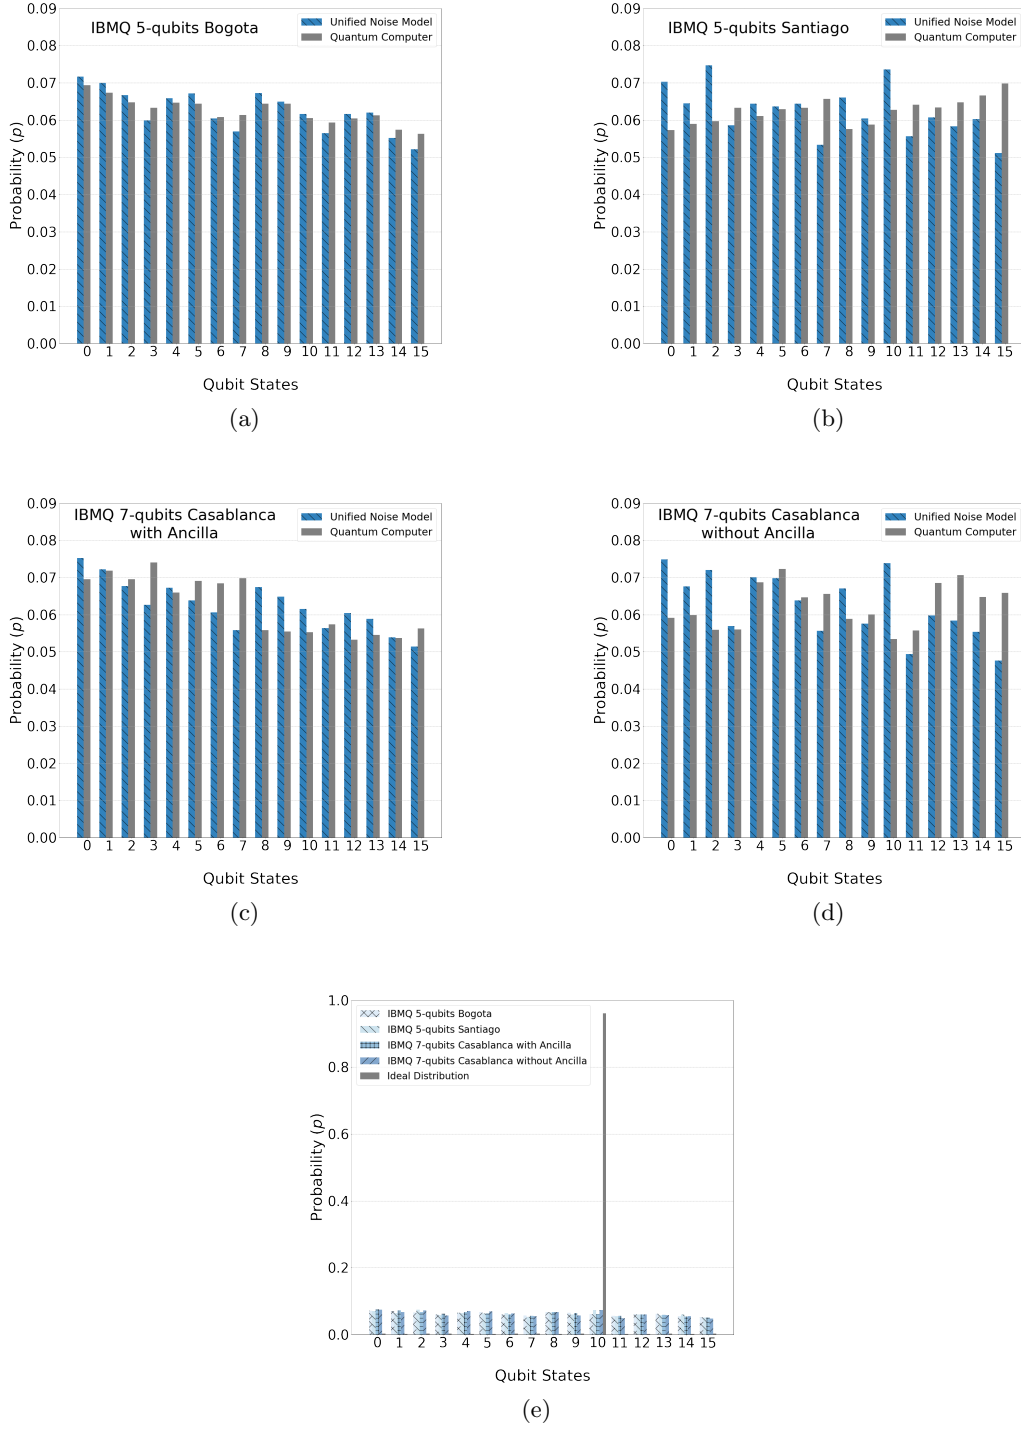 IBMQ 5-qubits Bogota
Unified Noise Model
Quantum Computer
Probability (p)
0.09
0.08
0.07
0.06
0.05
0.04
0.03
0.02
0.01
0.00
0 1 2 3 4 5 6 7 8 9 10 11 12 13 14 15
Qubit States
(a)
IBMQ 5-qubits Santiago
Unified Noise Model
Quantum Computer
Probability (p)
0.09
0.08
0.07
0.06
0.05
0.04
0.03
0.02
0.01
0.00
0 1 2 3 4 5 6 7 8 9 10 11 12 13 14 15
Qubit States
(b)
IBMQ 7-qubits Casablanca
with Ancilla
Unified Noise Model
Quantum Computer
Probability (p)
0.09
0.08
0.07
0.06
0.05
0.04
0.03
0.02
0.01
0.00
0 1 2 3 4 5 6 7 8 9 10 11 12 13 14 15
Qubit States
(c)
IBMQ 7-qubits Casablanca
without Ancilla
Unified Noise Model
Quantum Computer
Probability (p)
0.09
0.08
0.07
0.06
0.05
0.04
0.03
0.02
0.01
0.00
0 1 2 3 4 5 6 7 8 9 10 11 12 13 14 15
Qubit States
(d)
IBMQ 5-qubits Bogota
IBMQ 5-qubits Santiago
IBMQ 7-qubits Casablanca with Ancilla
IBMQ 7-qubits Casablanca without Ancilla
Ideal Distribution
Probability (p)
1.0
0.8
0.6
0.4
0.2
0.0
0 1 2 3 4 5 6 7 8 9 10 11 12 13 14 15
Qubit States
(e)